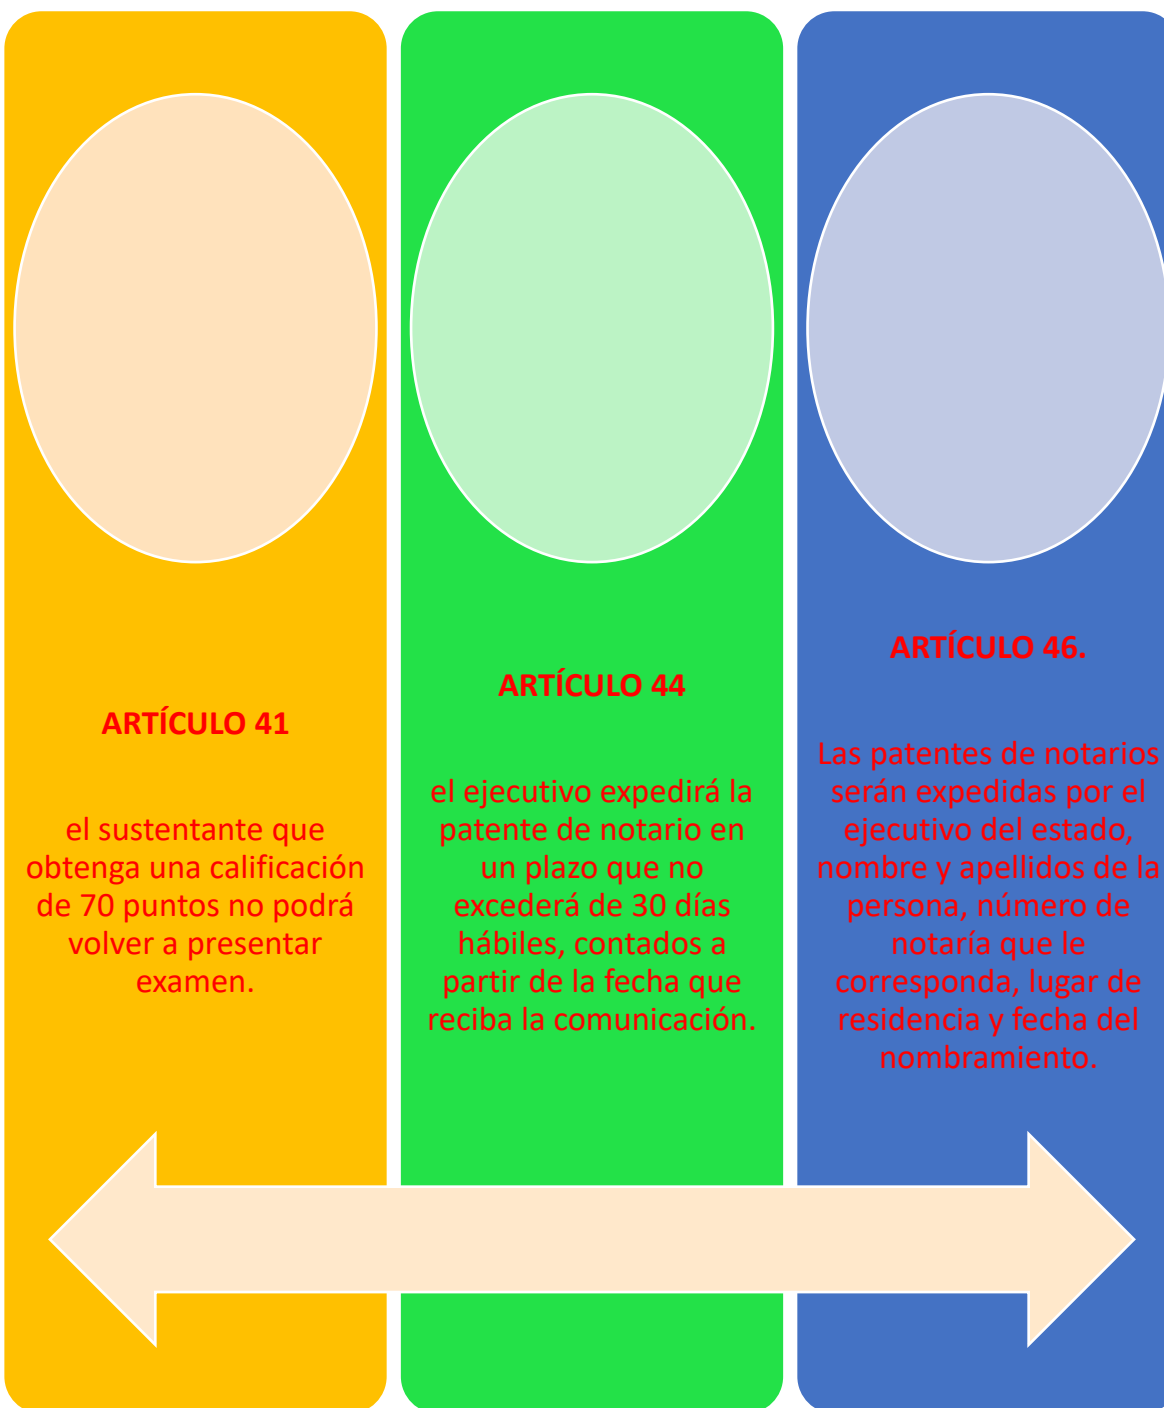 ARTÍCULO 41
el sustentante que
obtenga una calificación
de 70 puntos no podrá
volver a presentar
examen.
ARTÍCULO 44
el ejecutivo expedirá la
patente de notario en
un plazo que no
excederá de 30 días
hábiles, contados a
partir de la fecha que
reciba la comunicación.
ARTÍCULO 46.
Las patentes de notarios
serán expedidas por el
ejecutivo del estado,
nombre y apellidos de la
persona, número de
notaría que le
corresponda, lugar de
residencia y fecha del
nombramiento.